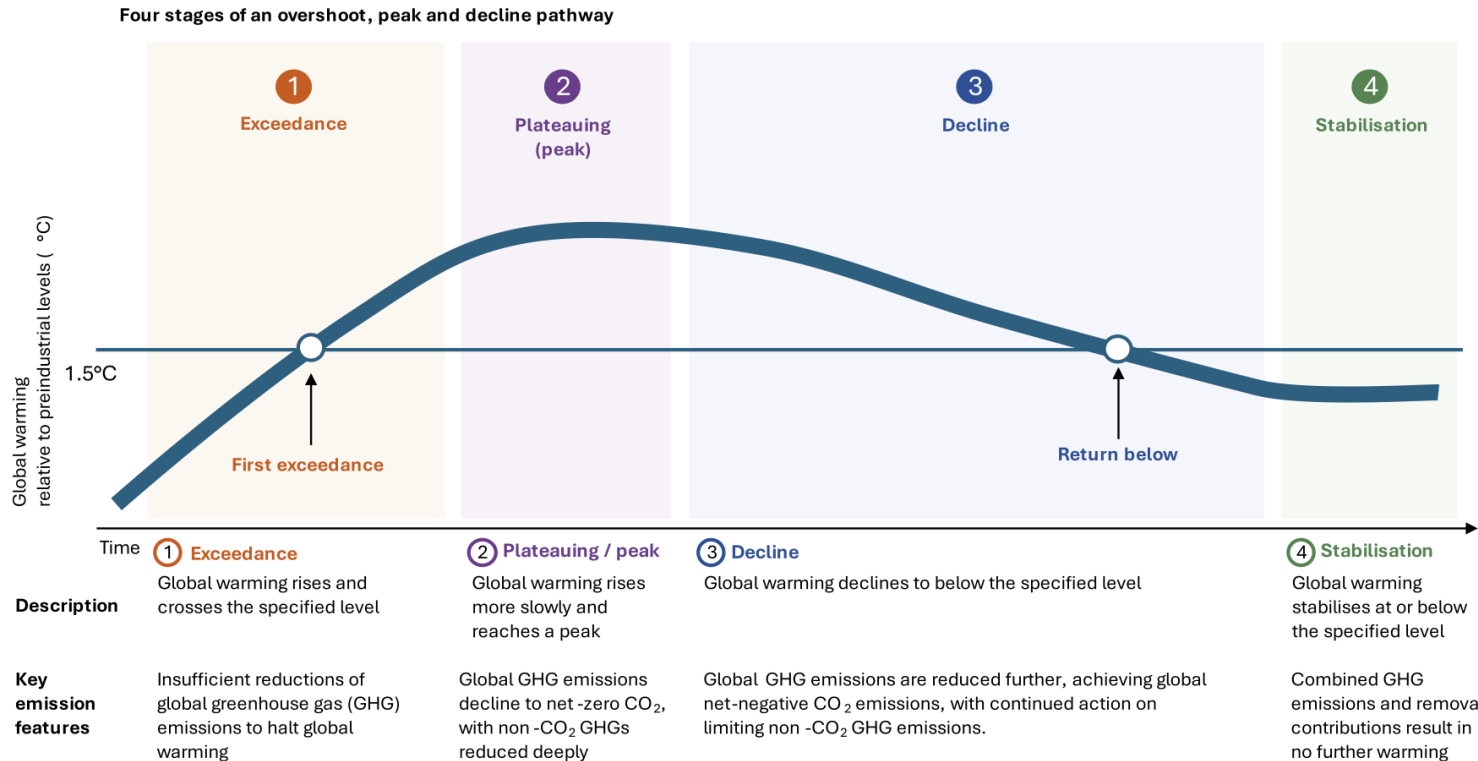 Four stages of an overshoot, peak and decline pathway
1
Exceedance
2
Plateauing
(peak)
3
Decline
4
Stabilisation
Global warming
relative to preindustrial levels ( °C)
1.5ºC
First exceedance
Return below
Time
1 Exceedance
2 Plateauing / peak
3 Decline
4 Stabilisation
Description
Global warming rises and
crosses the specified level
Global warming rises
more slowly and
reaches a peak
Global warming declines to below the specified level
Global warming
stabilises at or below
the specified level
Key
emission
features
Insufficient reductions of
global greenhouse gas (GHG)
emissions to halt global
warming
Global GHG emissions
decline to net -zero CO₂,
with non -CO₂ GHGs
reduced deeply
Global GHG emissions are reduced further, achieving global
net-negative CO₂ emissions, with continued action on
limiting non -CO₂ GHG emissions.
Combined GHG
emissions and remova
contributions result in
no further warming